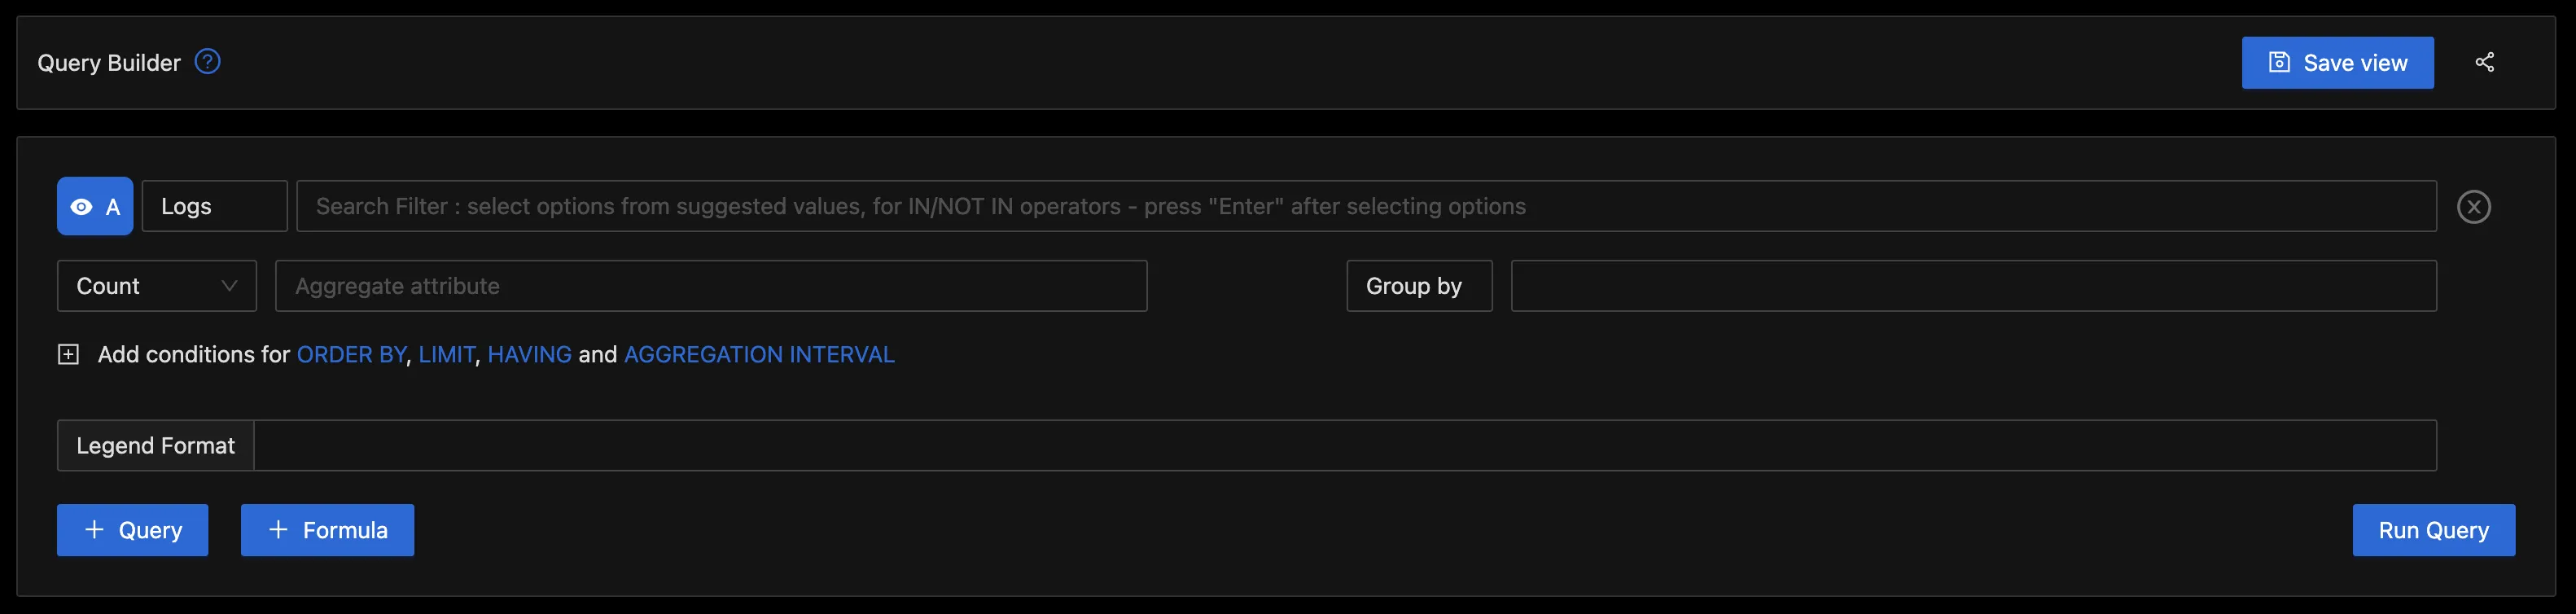 Query Builder ? Save view
A Logs Search Filter : select options from suggested values, for IN/NOT IN operators - press "Enter" after selecting options
Count Aggregate attribute Group by
Add conditions for ORDER BY, LIMIT, HAVING and AGGREGATION INTERVAL
Legend Format
+ Query + Formula Run Query